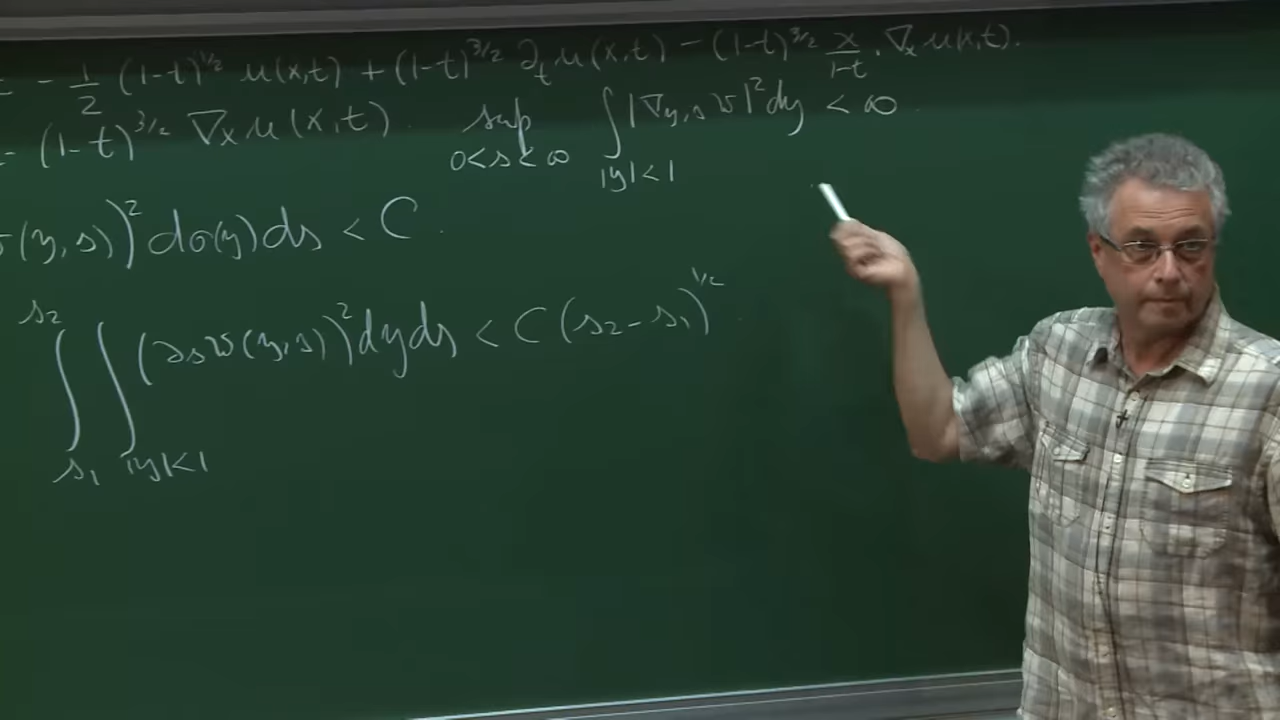 = - 1/2 (1-t)^{1/2} u(x,t) + (1-t)^{3/2} ∂_t u(x,t) - (1-t)^{3/2} x/(1-t) · ∇_x u(x,t).
= (1-t)^{3/2} ∇_x u(x,t). sup_{0<s<∞} ∫_{|y|<1} |∇_{y,s} w|^2 dy < ∞.
(y,s))^2 dσ(y)ds < C.
∫_{s_1}^{s_2} ∫_{|y|<1} (∂_s w(y,s))^2 dy ds < C (s_2 - s_1)^{1/2}.